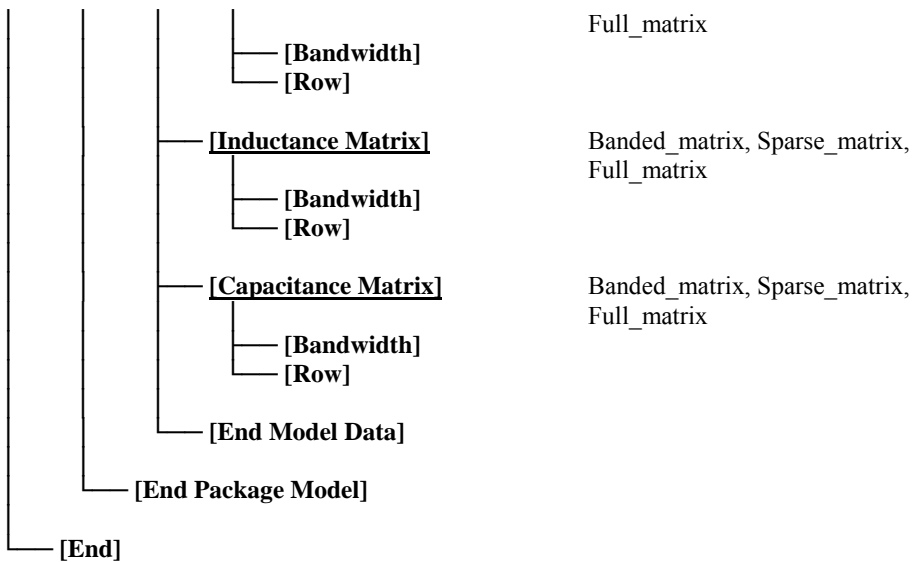 Full_matrix
[Bandwidth]
[Row]
[Inductance Matrix] Banded_matrix, Sparse_matrix,
Full_matrix
[Bandwidth]
[Row]
[Capacitance Matrix] Banded_matrix, Sparse_matrix,
Full_matrix
[Bandwidth]
[Row]
[End Model Data]
[End Package Model]
[End]